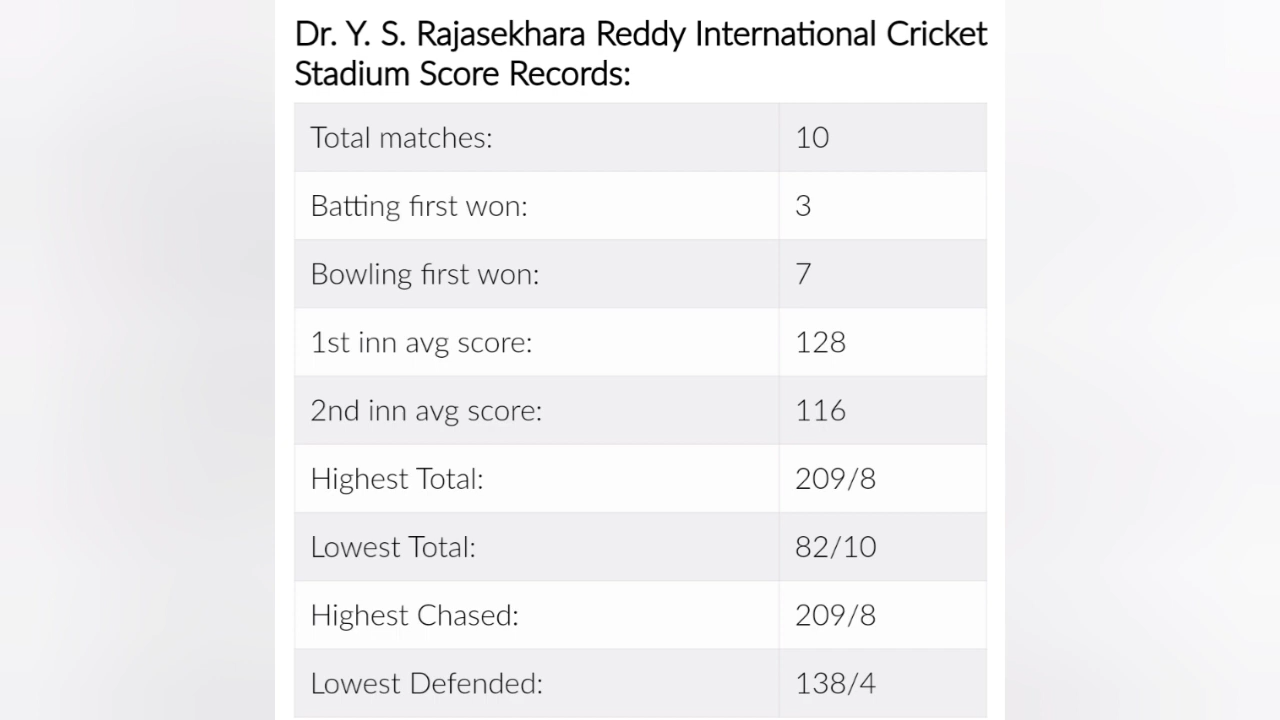 Dr. Y. S. Rajasekhara Reddy International Cricket
Stadium Score Records:
Total matches: 10
Batting first won: 3
Bowling first won: 7
1st inn avg score: 128
2nd inn avg score: 116
Highest Total: 209/8
Lowest Total: 82/10
Highest Chased: 209/8
Lowest Defended: 138/4